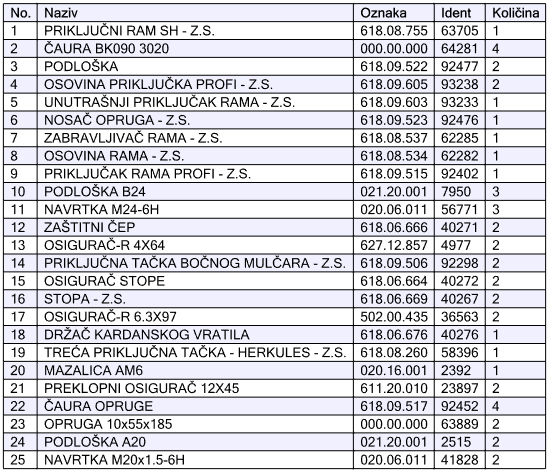 No. Naziv Oznaka Ident Količina
1 PRIKLJUČNI RAM SH - Z.S. 618.08.755 63705 1
2 ČAURA BK090 3020 000.00.000 64281 4
3 PODLOŠKA 618.09.522 92477 2
4 OSOVINA PRIKLJUČKA PROFI - Z.S. 618.09.605 93238 2
5 UNUTRAŠNJI PRIKLJUČAK RAMA - Z.S. 618.09.603 93233 1
6 NOSAČ OPRUGA - Z.S. 618.09.523 92476 1
7 ZABRAVLJIVAČ RAMA - Z.S. 618.08.537 62285 1
8 OSOVINA RAMA - Z.S. 618.08.534 62282 1
9 PRIKLJUČAK RAMA PROFI - Z.S. 618.09.515 92402 1
10 PODLOŠKA B24 021.20.001 7950 3
11 NAVRTKA M24-6H 020.06.011 56771 3
12 ZAŠTITNI ČEP 618.06.666 40271 2
13 OSIGURAČ-R 4X64 627.12.857 4977 2
14 PRIKLJUČNA TAČKA BOČNOG MULČARA - Z.S. 618.09.506 92298 2
15 OSIGURAČ STOPE 618.06.664 40272 2
16 STOPA - Z.S. 618.06.669 40267 2
17 OSIGURAČ-R 6.3X97 502.00.435 36563 2
18 DRŽAČ KARDANSKOG VRATILA 618.06.676 40276 1
19 TREĆA PRIKLJUČNA TAČKA - HERKULES - Z.S. 618.08.260 58396 1
20 MAZALICA AM6 020.16.001 2392 1
21 PREKLOPNI OSIGURAČ 12X45 611.20.010 23897 2
22 ČAURA OPRUGE 618.09.517 92452 4
23 OPRUGA 10x55x185 000.00.000 63889 2
24 PODLOŠKA A20 021.20.001 2515 2
25 NAVRTKA M20x1.5-6H 020.06.011 41828 2